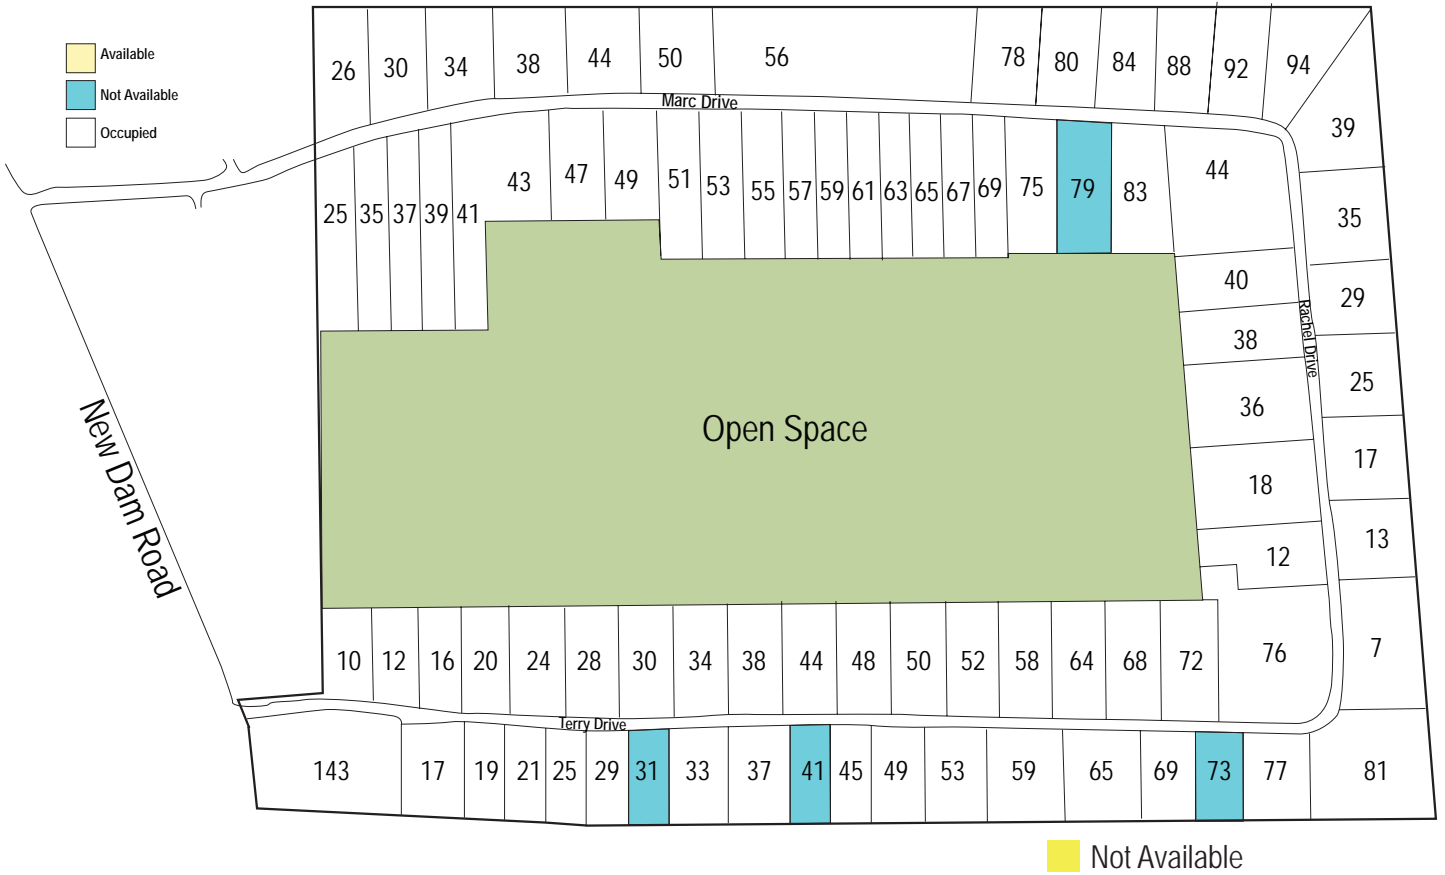 Available
Not Available
Occupied
26 30 34 38 44 50 56 78 80 84 88 92 94
Marc Drive
39
35
29
25
17
13
7
25 35 37 39 41 43 47 49 51 53 55 57 59 61 63 65 67 69 75 79 83 44
40
38
36
18
12
Rachel Drive
Open Space
New Dam Road
10 12 16 20 24 28 30 34 38 44 48 50 52 58 64 68 72 76
Terry Drive
143 17 19 21 25 29 31 33 37 41 45 49 53 59 65 69 73 77 81
Not Available